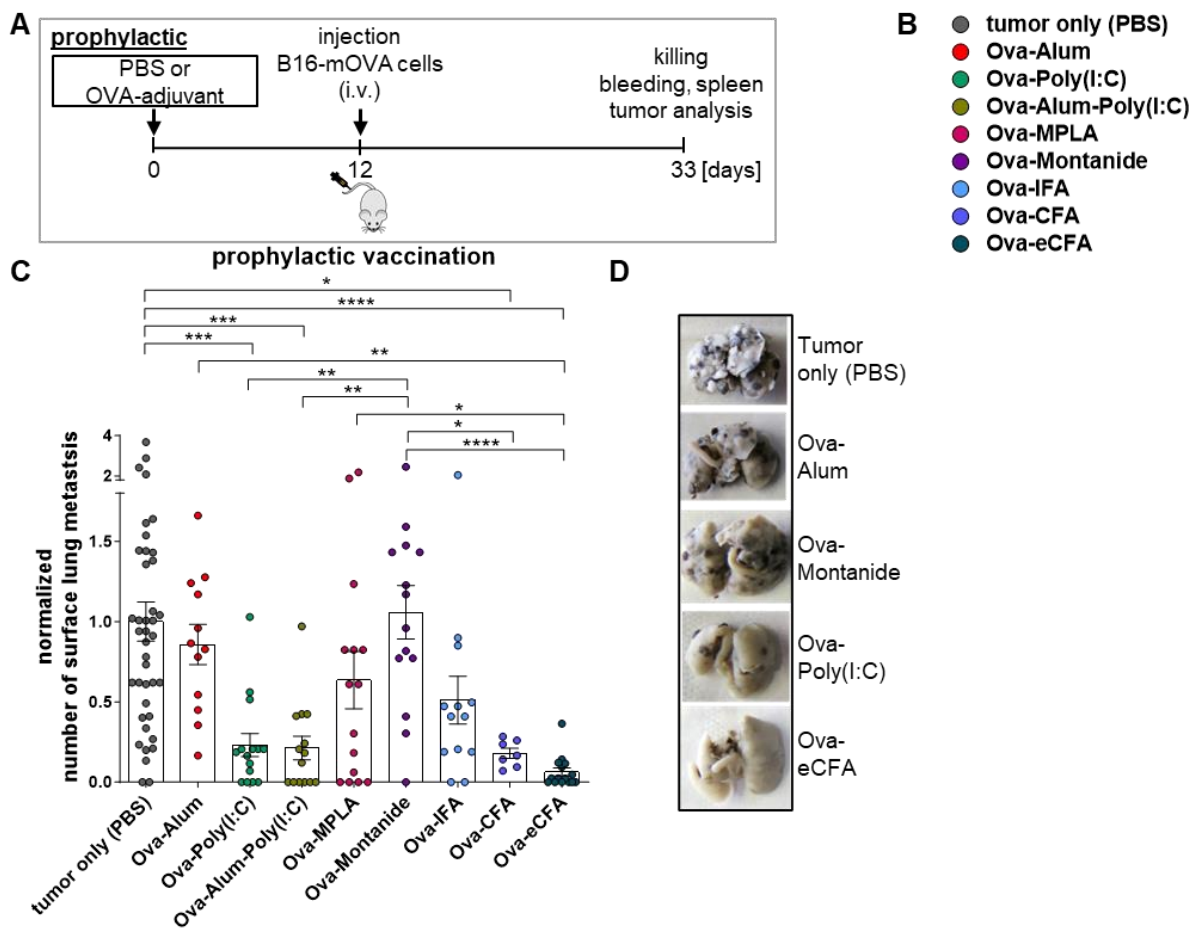 A
prophylactic
PBS or
OVA-adjuvant
injection
B16-mOVA cells
(i.v.)
killing
bleeding, spleen
tumor analysis
0
12
33 [days]
B
tumor only (PBS)
Ova-Alum
Ova-Poly(I:C)
Ova-Alum-Poly(I:C)
Ova-MPLA
Ova-Montanide
Ova-IFA
Ova-CFA
Ova-eCFA
C
prophylactic vaccination
*
****
***
***
**
**
**
*
*
****
normalized
number of surface lung metastsis
4
2
1.5
1.0
0.5
0.0
tumor only (PBS)
Ova-Alum
Ova-Poly(I:C)
Ova-Alum-Poly(I:C)
Ova-MPLA
Ova-Montanide
Ova-IFA
Ova-CFA
Ova-eCFA
D
Tumor
only (PBS)
Ova-
Alum
Ova-
Montanide
Ova-
Poly(I:C)
Ova-
eCFA